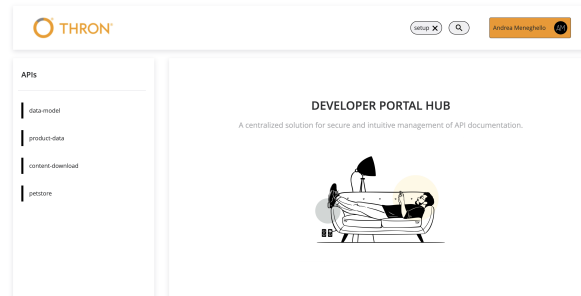 THRON
setup
Andrea Meneghello
AM
APIs
data-model
product-data
content-download
petstore
DEVELOPER PORTAL HUB
A centralized solution for secure and intuitive management of API documentation.